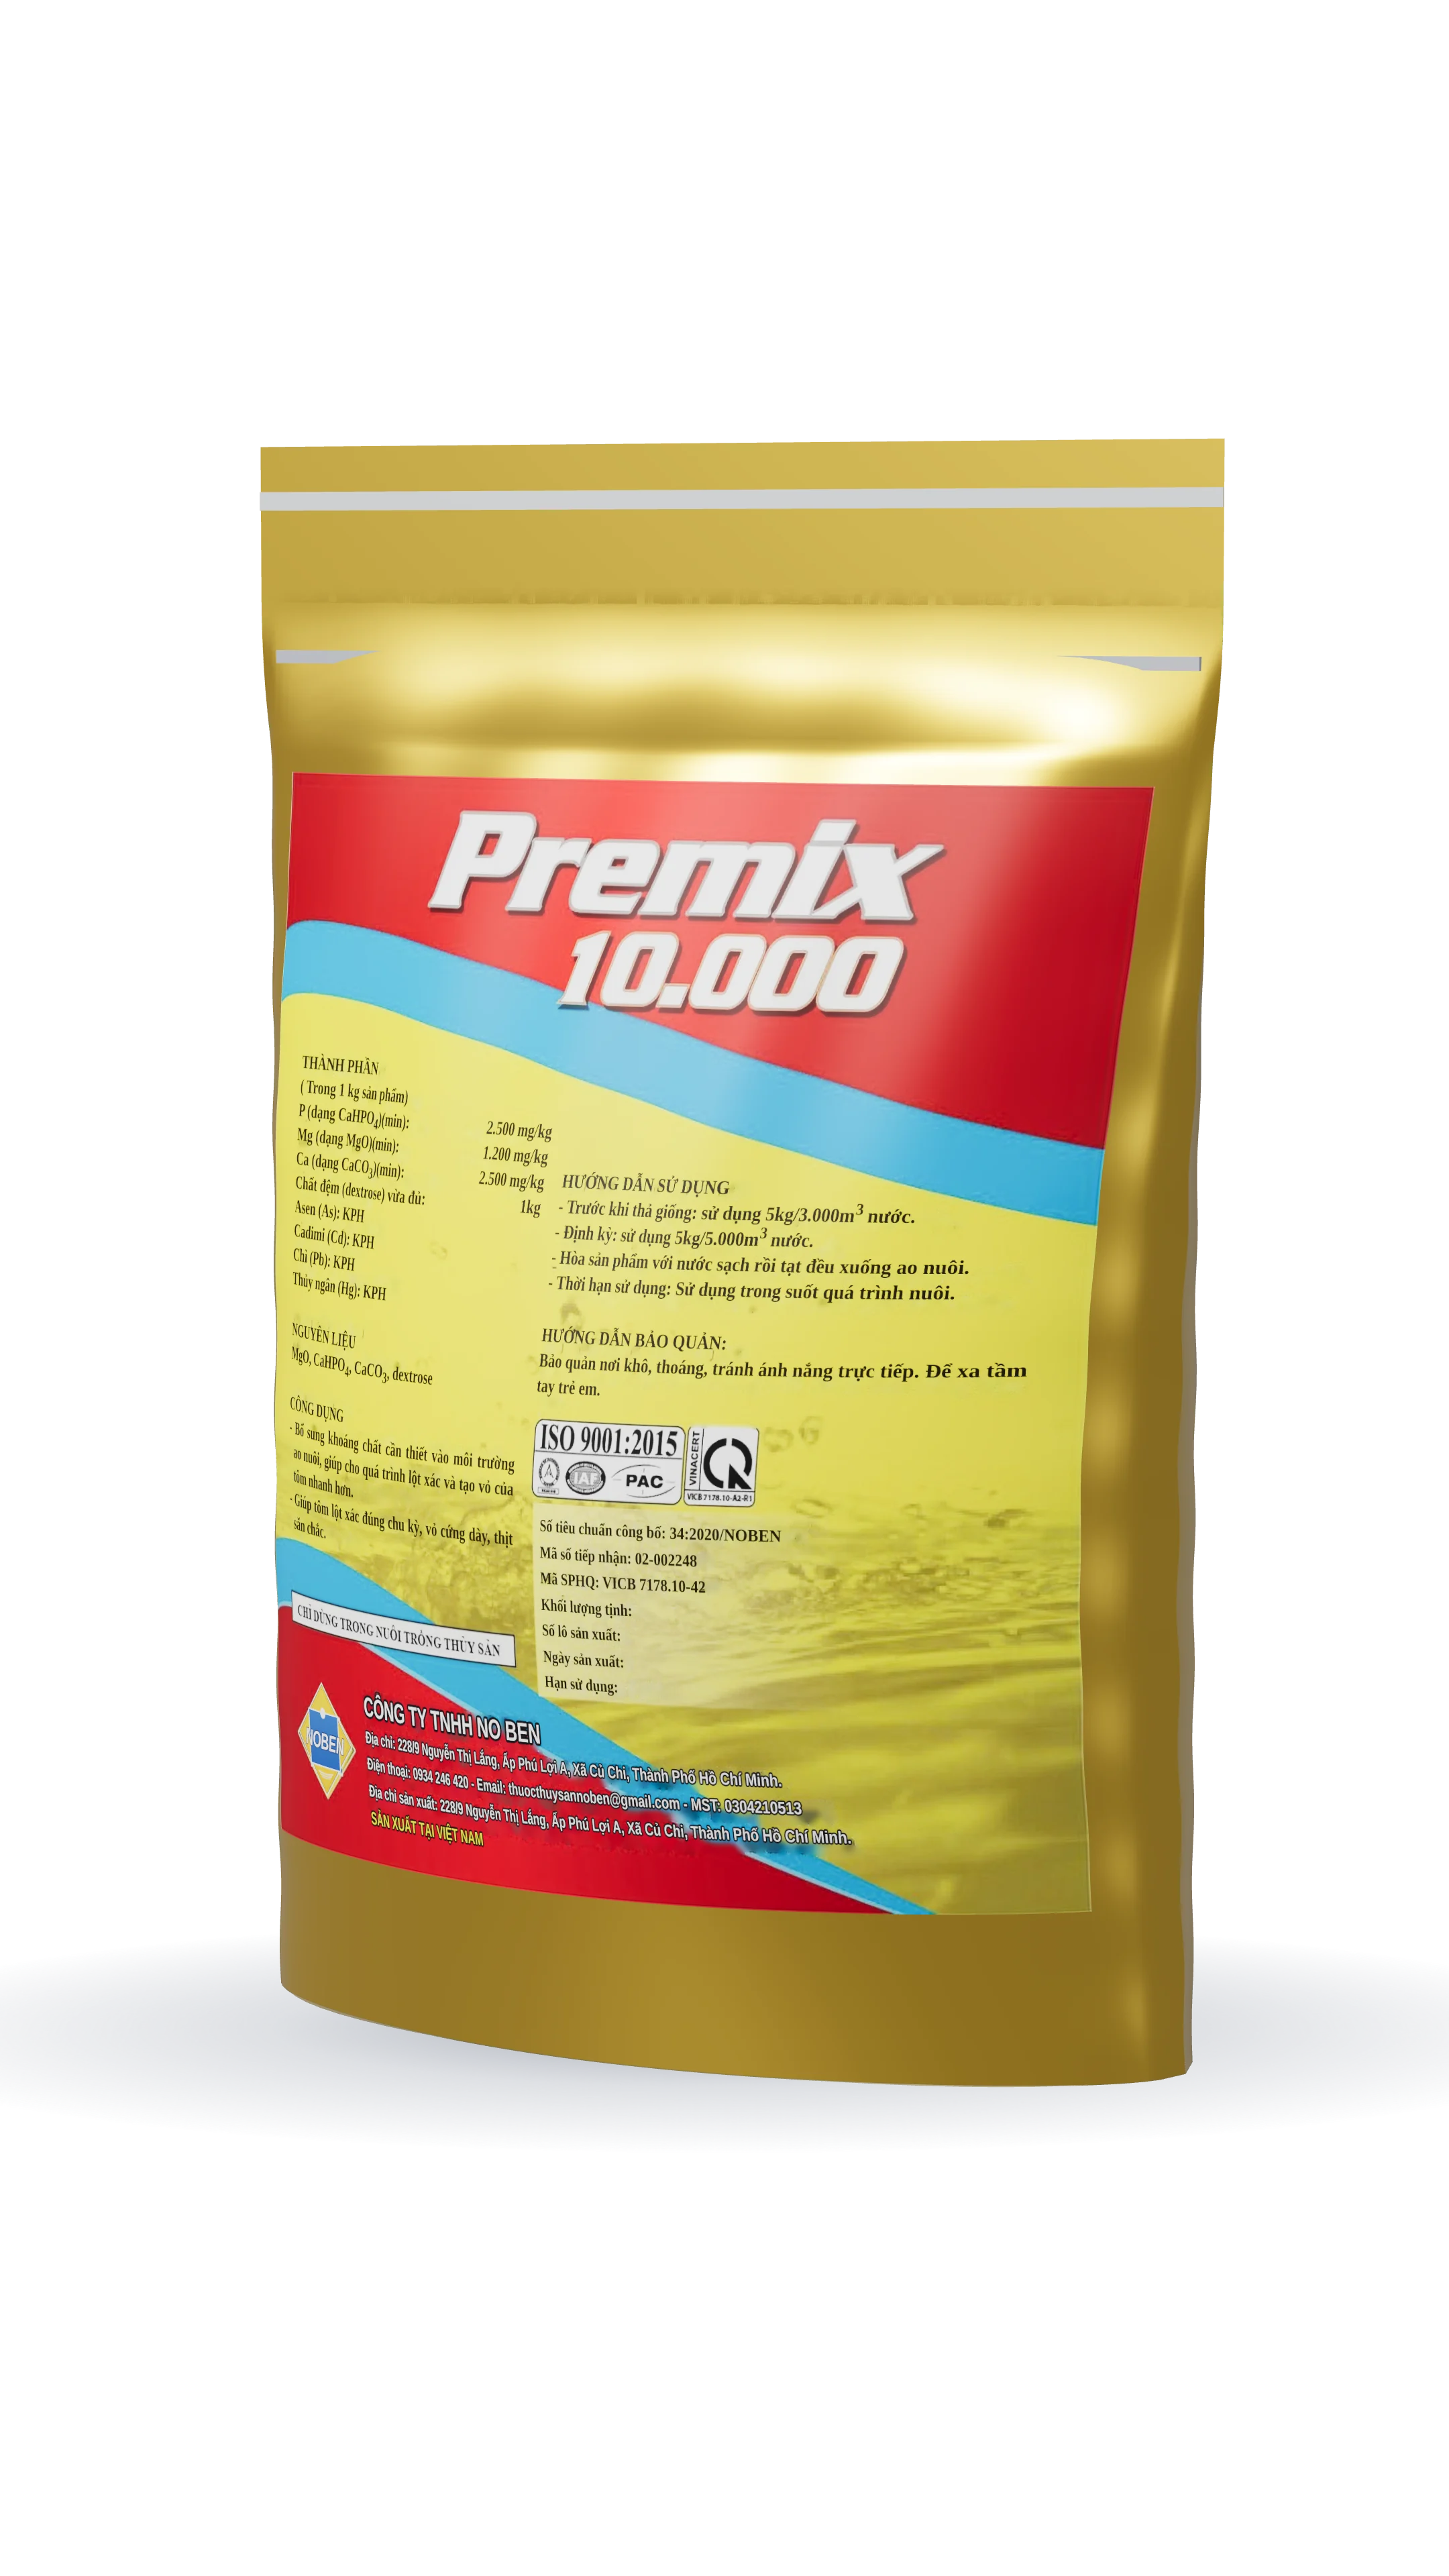 Premix
10.000
THÀNH PHẦN
( Trong 1 kg sản phẩm)
P (dạng CaHPO4)(min): 2.500 mg/kg
Mg (dạng MgO)(min): 1.200 mg/kg
Ca (dạng CaCO3)(min): 2.500 mg/kg
Chất đệm (dextrose) vừa đủ: 1kg
Asen (As): KPH
Cadimi (Cd): KPH
Chì (Pb): KPH
Thủy ngân (Hg): KPH
NGUYÊN LIỆU
MgO, CaHPO4, CaCO3, dextrose
CÔNG DỤNG
- Bổ sung khoáng chất cần thiết vào môi trường
ao nuôi, giúp cho quá trình lột xác và tạo vỏ của
tôm nhanh hơn.
- Giúp tôm lột xác đúng chu kỳ, vỏ cứng dày, thịt
săn chắc.
CHỈ DÙNG TRONG NUÔI TRỒNG THỦY SẢN
HƯỚNG DẪN SỬ DỤNG
- Trước khi thả giống: sử dụng 5kg/3.000m3 nước.
- Định kỳ: sử dụng 5kg/5.000m3 nước.
- Hòa sản phẩm với nước sạch rồi tạt đều xuống ao nuôi.
- Thời hạn sử dụng: Sử dụng trong suốt quá trình nuôi.
HƯỚNG DẪN BẢO QUẢN:
Bảo quản nơi khô, thoáng, tránh ánh nắng trực tiếp. Để xa tầm
tay trẻ em.
ISO 9001:2015
IAF
PAC
VINACERT
VICB 7178.10-A2-R1
Số tiêu chuẩn công bố: 34:2020/NOBEN
Mã số tiếp nhận: 02-002248
Mã SPHQ: VICB 7178.10-42
Khối lượng tịnh:
Số lô sản xuất:
Ngày sản xuất:
Hạn sử dụng:
NOBEN
CÔNG TY TNHH NO BEN
Địa chỉ: 228/9 Nguyễn Thị Lắng, Ấp Phú Lợi A, Xã Củ Chi, Thành Phố Hồ Chí Minh.
Điện thoại: 0934 246 420 - Email: thuocthuysannoben@gmail.com - MST: 0304210513
Địa chỉ sản xuất: 228/9 Nguyễn Thị Lắng, Ấp Phú Lợi A, Xã Củ Chi, Thành Phố Hồ Chí Minh.
SẢN XUẤT TẠI VIỆT NAM